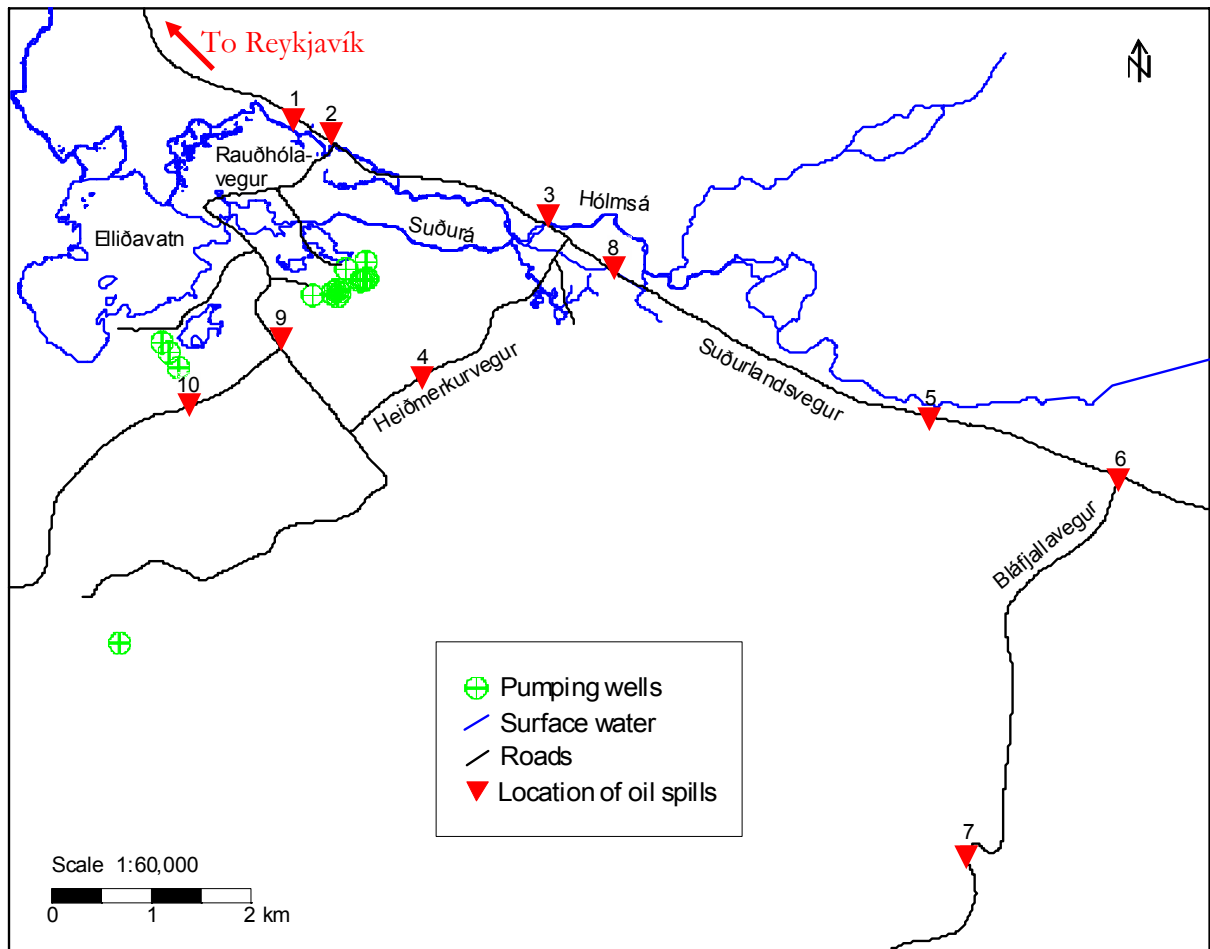 To Reykjavík
N
1
2
Rauðhóla-
vegur
3
Hólmsá
Suðurá
Elliðavatn
8
9
4
10
Heiðmerkurvegur
Suðurlandsvegur
5
6
Bláfjallavegur
Pumping wells
Surface water
Roads
Location of oil spills
7
Scale 1:60,000
0 1 2 km